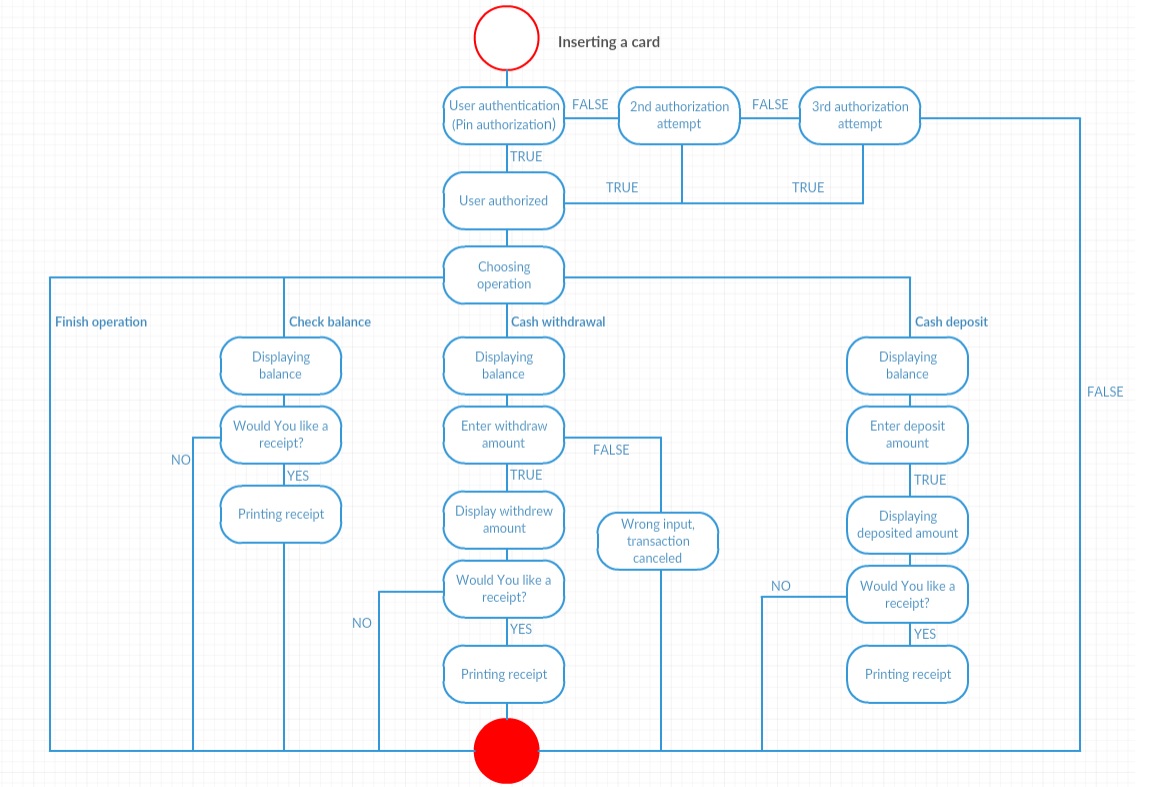 Inserting a card
User authentication
(Pin authorization)
FALSE
2nd authorization
attempt
FALSE
3rd authorization
attempt
TRUE
User authorized
TRUE
TRUE
Choosing
operation
Finish operation
Check balance
Cash withdrawal
Cash deposit
Displaying
balance
Displaying
balance
Displaying
balance
FALSE
Would You like a
receipt?
Enter withdraw
amount
Enter deposit
amount
FALSE
NO
YES
TRUE
TRUE
Printing receipt
Display withdrew
amount
Wrong input,
transaction
canceled
Displaying
deposited amount
Would You like a
receipt?
NO
Would You like a
receipt?
NO
YES
YES
Printing receipt
Printing receipt